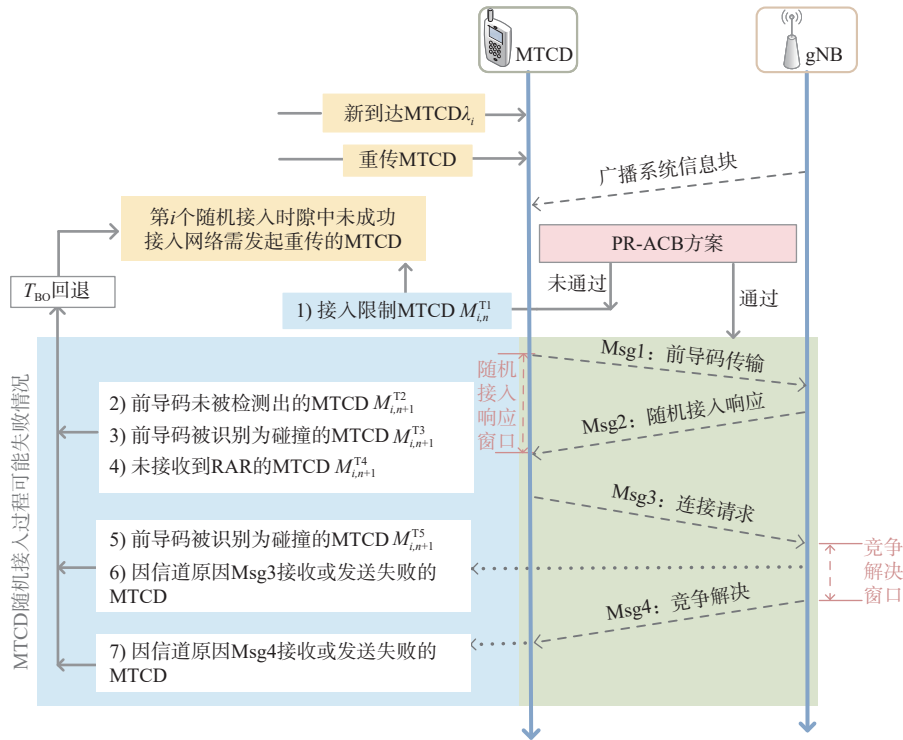 MTCD
gNB
新到达MTCDλᵢ
重传MTCD
广播系统信息块
第i个随机接入时隙中未成功
接入网络需发起重传的MTCD
PR-ACB方案
T_BO回退
未通过
通过
1) 接入限制MTCD M_{i,n}^{T1}
MTCD随机接入过程可能失败情况
随机
接入
响应
窗口
Msg1：前导码传输
Msg2：随机接入响应
2) 前导码未被检测出的MTCD M_{i,n+1}^{T2}
3) 前导码被识别为碰撞的MTCD M_{i,n+1}^{T3}
4) 未接收到RAR的MTCD M_{i,n+1}^{T4}
Msg3：连接请求
5) 前导码被识别为碰撞的MTCD M_{i,n+1}^{T5}
6) 因信道原因Msg3接收或发送失败的
MTCD
竞争
解决
窗口
Msg4：竞争解决
7) 因信道原因Msg4接收或发送失败的
MTCD